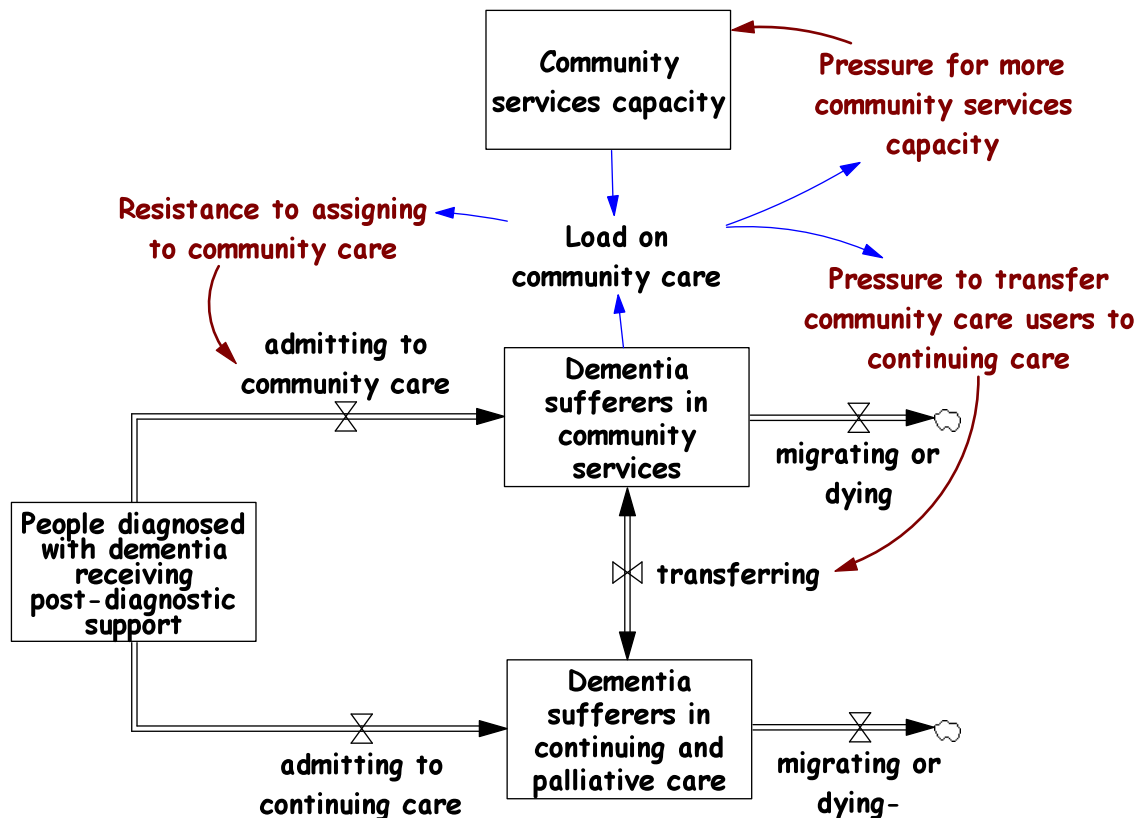 Community
services capacity
Pressure for more
community services
capacity
Resistance to assigning
to community care
Load on
community care
Pressure to transfer
community care users to
continuing care
admitting to
community care
Dementia
sufferers in
community
services
migrating or
dying
People diagnosed
with dementia
receiving
post-diagnostic
support
transferring
Dementia
sufferers in
continuing and
palliative care
admitting to
continuing care
migrating or
dying-